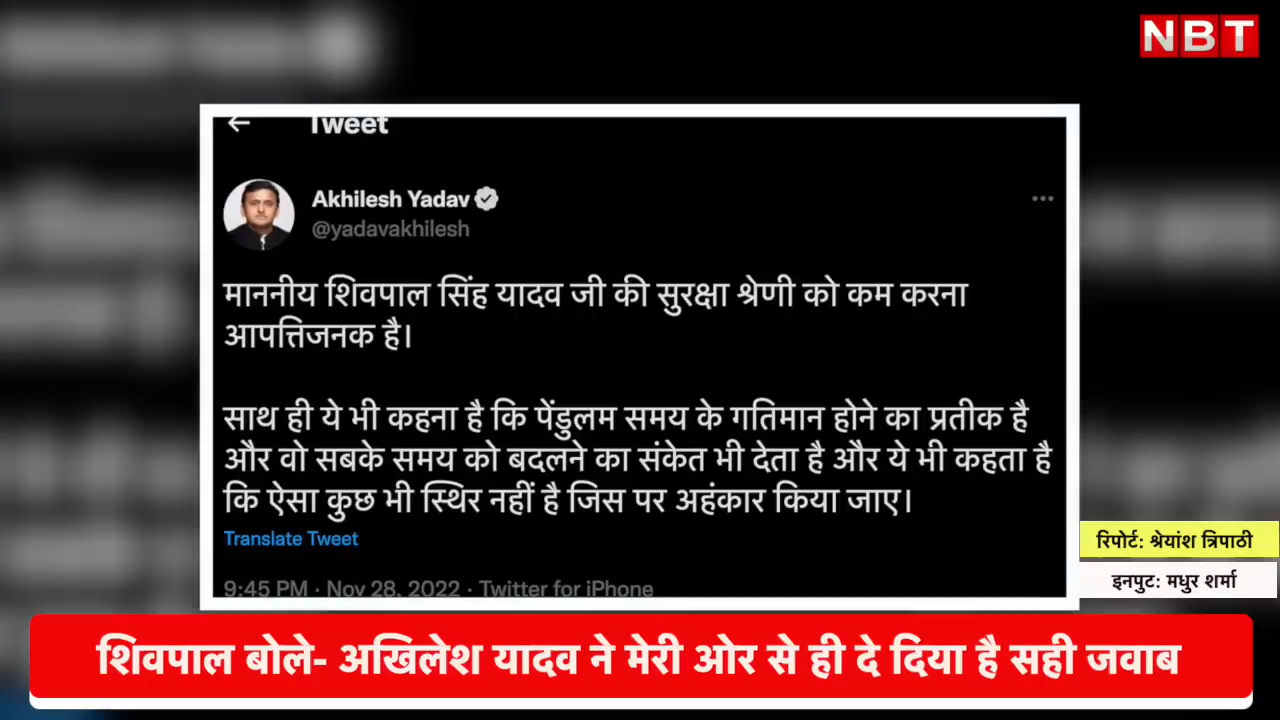 NBT
Tweet
Akhilesh Yadav
@yadavakhilesh
माननीय शिवपाल सिंह यादव जी की सुरक्षा श्रेणी को कम करना
आपत्तिजनक है।
साथ ही ये भी कहना है कि पेंडुलम समय के गतिमान होने का प्रतीक है
और वो सबके समय को बदलने का संकेत भी देता है और ये भी कहता है
कि ऐसा कुछ भी स्थिर नहीं है जिस पर अहंकार किया जाए।
Translate Tweet
9:45 PM · Nov 28, 2022 · Twitter for iPhone
रिपोर्ट: श्रेयांश त्रिपाठी
इनपुट: मधुर शर्मा
शिवपाल बोले- अखिलेश यादव ने मेरी ओर से ही दे दिया है सही जवाब